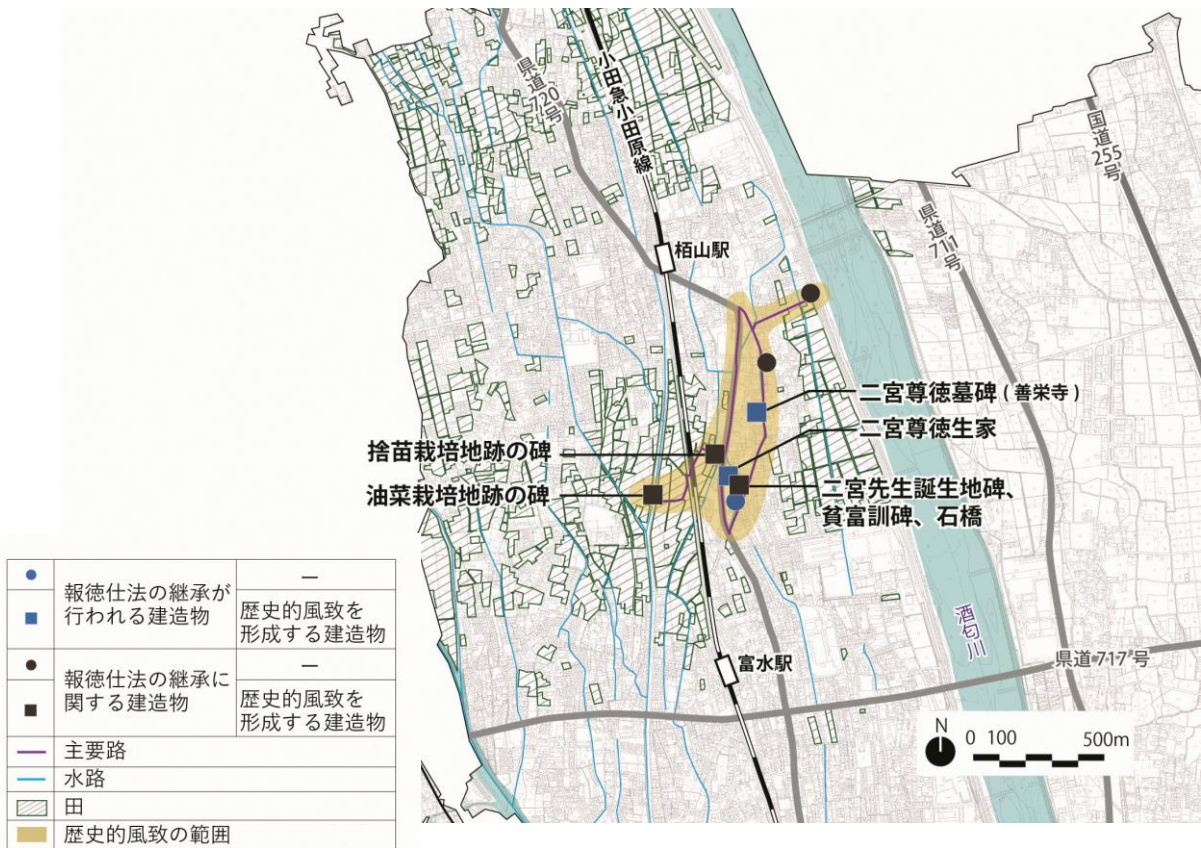 県道720号
小田急小田原線
国道255号
県道711号
栢山駅
二宮尊徳墓碑(善栄寺)
二宮尊徳生家
捨苗栽培地跡の碑
油菜栽培地跡の碑
二宮先生誕生地碑、
貧富訓碑、石橋
酒匂川
富水駅
県道717号
N 0 100 500m
報徳仕法の継承が
行われる建造物
―
歴史的風致を
形成する建造物
報徳仕法の継承に
関する建造物
―
歴史的風致を
形成する建造物
主要路
水路
田
歴史的風致の範囲